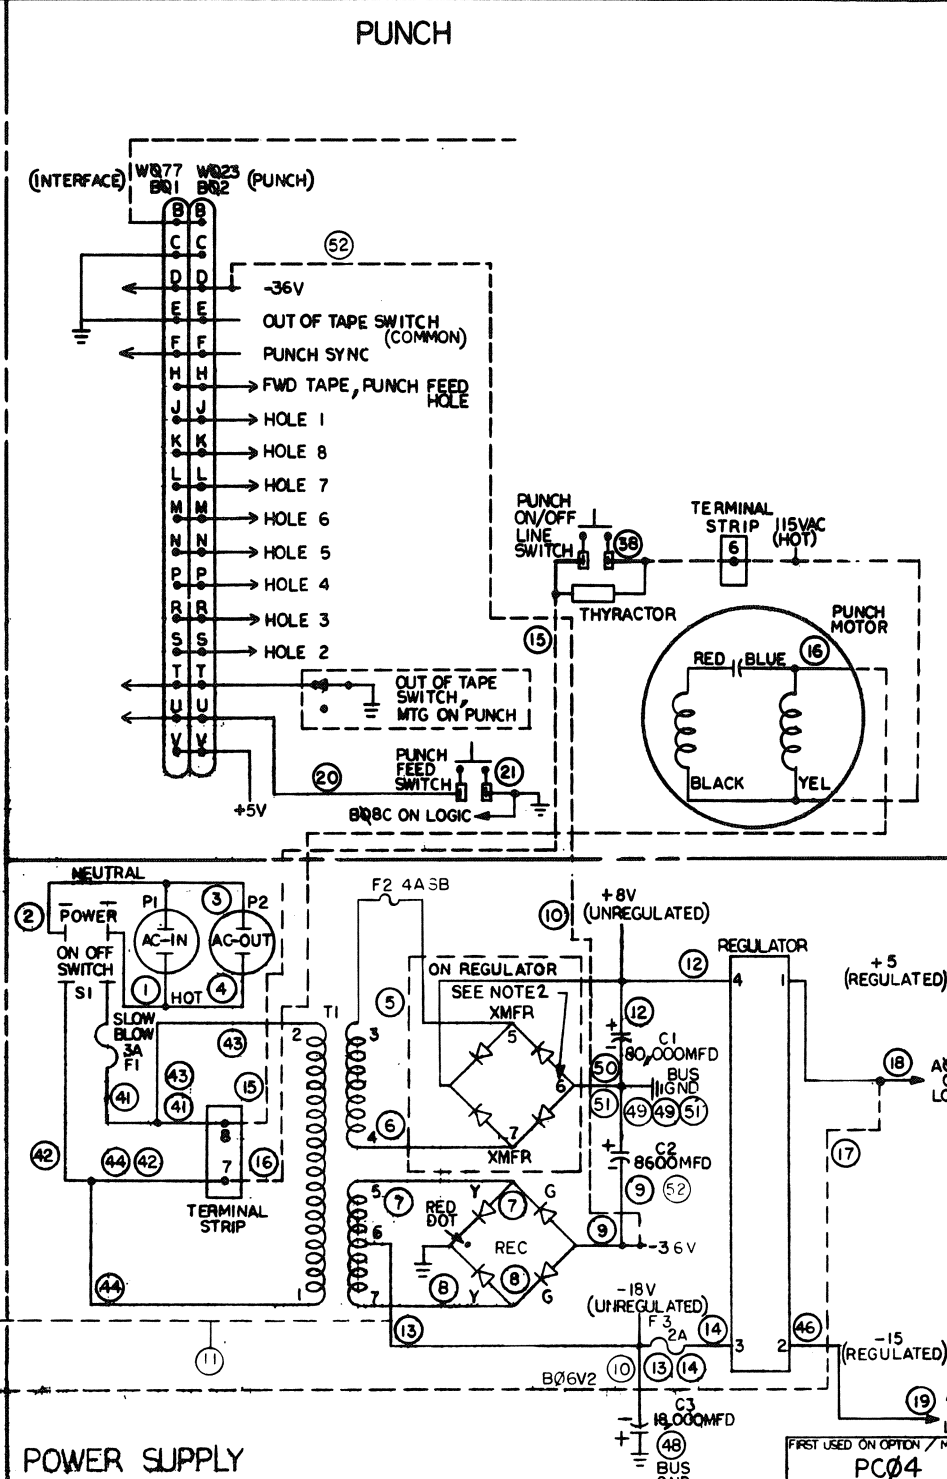 PUNCH
(INTERFACE)
WØ77
BØ1
WØ23
BØ2
(PUNCH)
B B
C C
52
D D
-36V
E E
OUT OF TAPE SWITCH
(COMMON)
F F
PUNCH SYNC
H H
FWD TAPE, PUNCH FEED
HOLE
J J
HOLE 1
K K
HOLE 8
L L
HOLE 7
M M
HOLE 6
N N
HOLE 5
P P
HOLE 4
R R
HOLE 3
S S
HOLE 2
T T
U U
V V
OUT OF TAPE
SWITCH,
MTG ON PUNCH
PUNCH
FEED
SWITCH
20
21
+5V
BØ8C ON LOGIC
PUNCH
ON/OFF
LINE
SWITCH
38
THYRACTOR
15
TERMINAL
STRIP
6
115VAC
(HOT)
PUNCH
MOTOR
RED
BLUE
16
BLACK
YEL
NEUTRAL
2
POWER
ON OFF
SWITCH
S1
P1
3
P2
AC-IN
AC-OUT
1
HOT
4
SLOW
BLOW
3A
F1
43
41
43
41
15
8
7
16
42
44
42
TERMINAL
STRIP
44
T1
2
1
F2 4A SB
5
3
6
4
ON REGULATOR
SEE NOTE 2
XMFR
5
6
7
XMFR
10
+8V
(UNREGULATED)
12
12
C1
80,000MFD
50
51
BUS
GND
49
49
51
C2
8600MFD
9
52
5
7
6
7
RED
DOT
Y
7
G
REC
8
Y
8
G
9
-36V
13
11
-18V
(UNREGULATED)
F3
2A
14
10
13
14
BØ6V2
C3
18,000MFD
48
BUS
REGULATOR
4
1
3
2
+5
(REGULATED)
18
17
46
-15
(REGULATED)
19
POWER SUPPLY
FIRST USED ON OPTION /
PCØ4